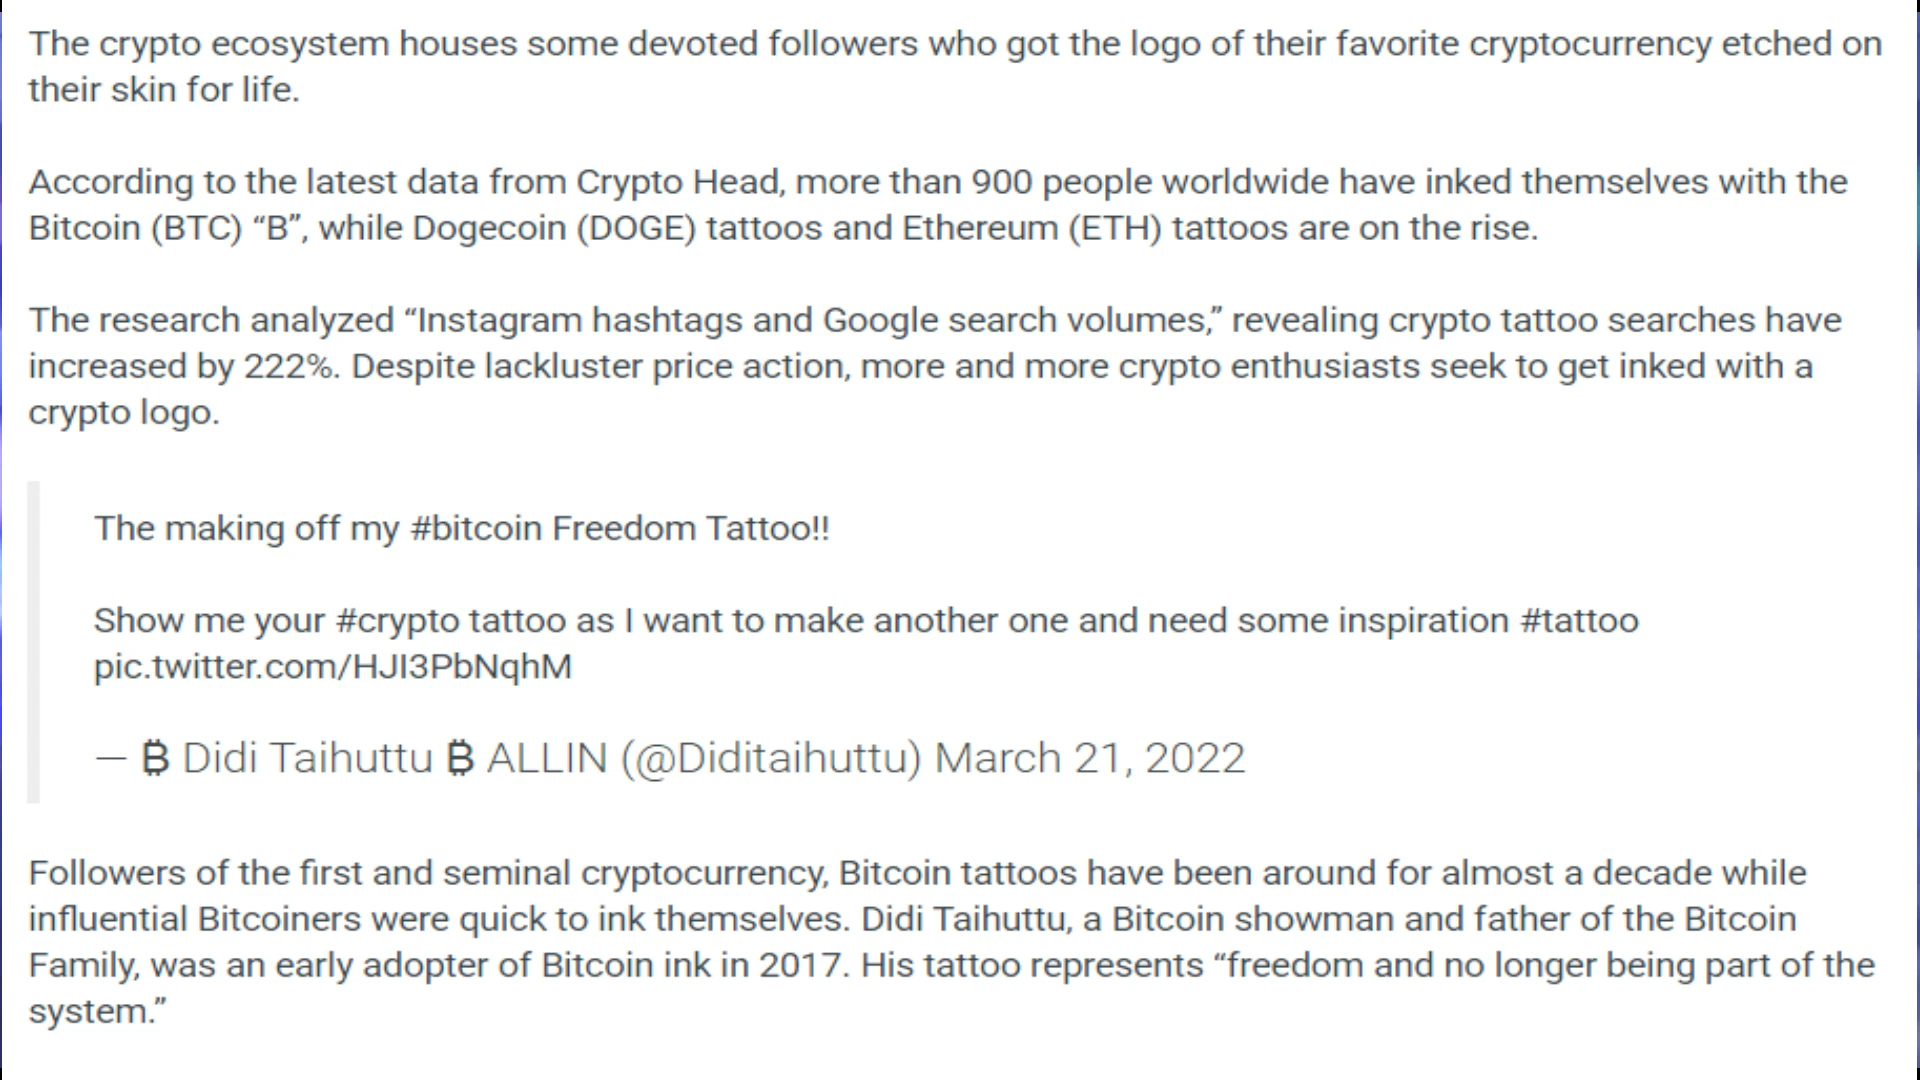 The crypto ecosystem houses some devoted followers who got the logo of their favorite cryptocurrency etched on
their skin for life.
According to the latest data from Crypto Head, more than 900 people worldwide have inked themselves with the
Bitcoin (BTC) “B”, while Dogecoin (DOGE) tattoos and Ethereum (ETH) tattoos are on the rise.
The research analyzed “Instagram hashtags and Google search volumes,” revealing crypto tattoo searches have
increased by 222%. Despite lackluster price action, more and more crypto enthusiasts seek to get inked with a
crypto logo.
The making off my #bitcoin Freedom Tattoo!!
Show me your #crypto tattoo as I want to make another one and need some inspiration #tattoo
pic.twitter.com/HJI3PbNqhM
— ₿ Didi Taihuttu ₿ ALLIN (@Diditaihuttu) March 21, 2022
Followers of the first and seminal cryptocurrency, Bitcoin tattoos have been around for almost a decade while
influential Bitcoiners were quick to ink themselves. Didi Taihuttu, a Bitcoin showman and father of the Bitcoin
Family, was an early adopter of Bitcoin ink in 2017. His tattoo represents “freedom and no longer being part of the
system.”